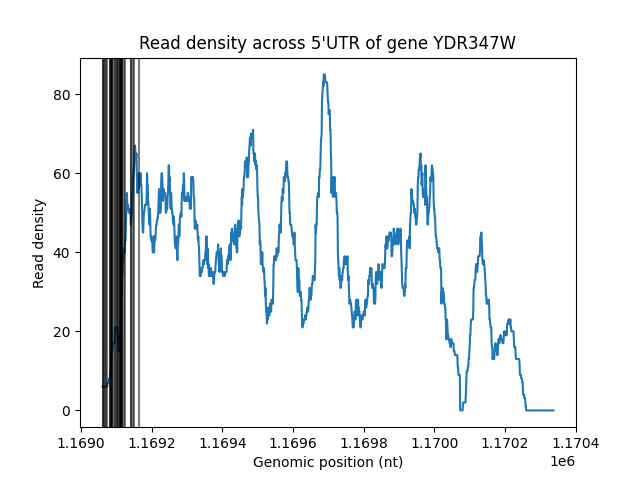 Read density across 5'UTR of gene YDR347W
80
60
40
20
0
Read density
1.1690 1.1692 1.1694 1.1696 1.1698 1.1700 1.1702 1.1704
1e6
Genomic position (nt)